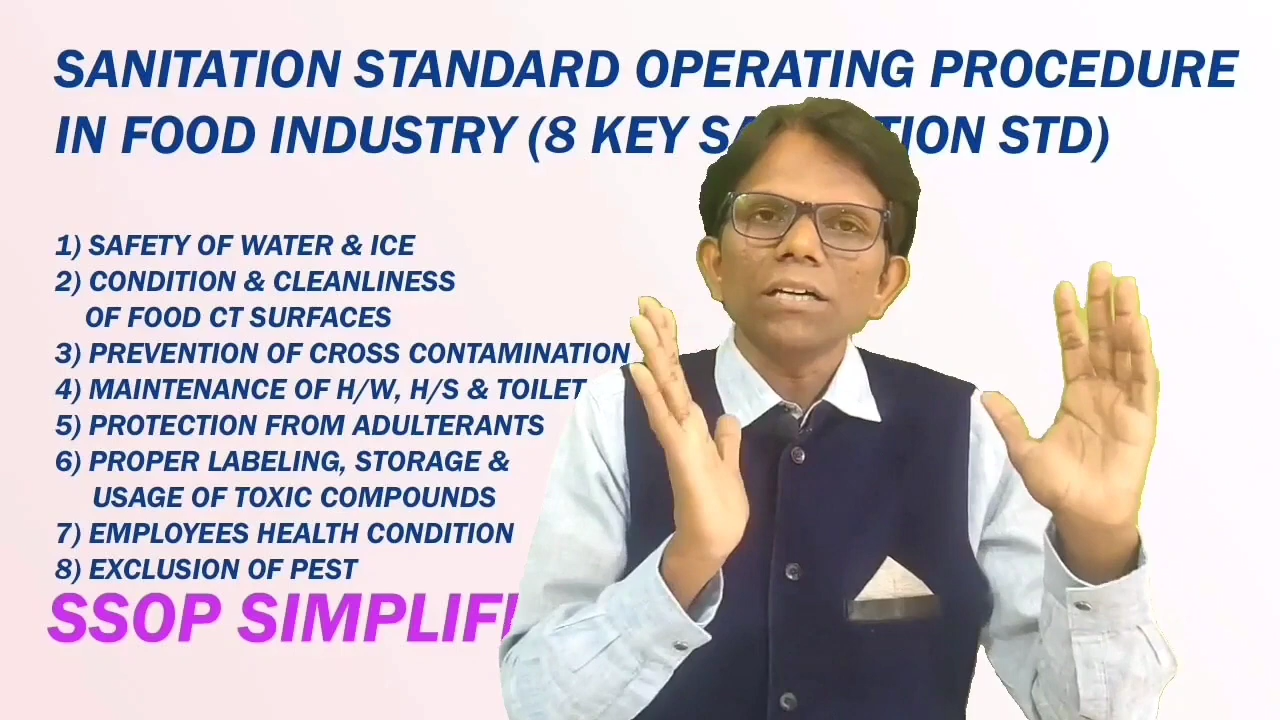 SANITATION STANDARD OPERATING PROCEDURE
IN FOOD INDUSTRY (8 KEY STD)
1) SAFETY OF WATER & ICE
2) CONDITION & CLEANLINESS
OF FOOD CT SURFACES
3) PREVENTION OF CROSS CONTAMINATION
4) MAINTENANCE OF H/W, H/S & TOILET
5) PROTECTION FROM ADULTERANTS
6) PROPER LABELING, STORAGE &
USAGE OF TOXIC COMPOUNDS
7) EMPLOYEES HEALTH CONDITION
8) EXCLUSION OF PEST
SSOP